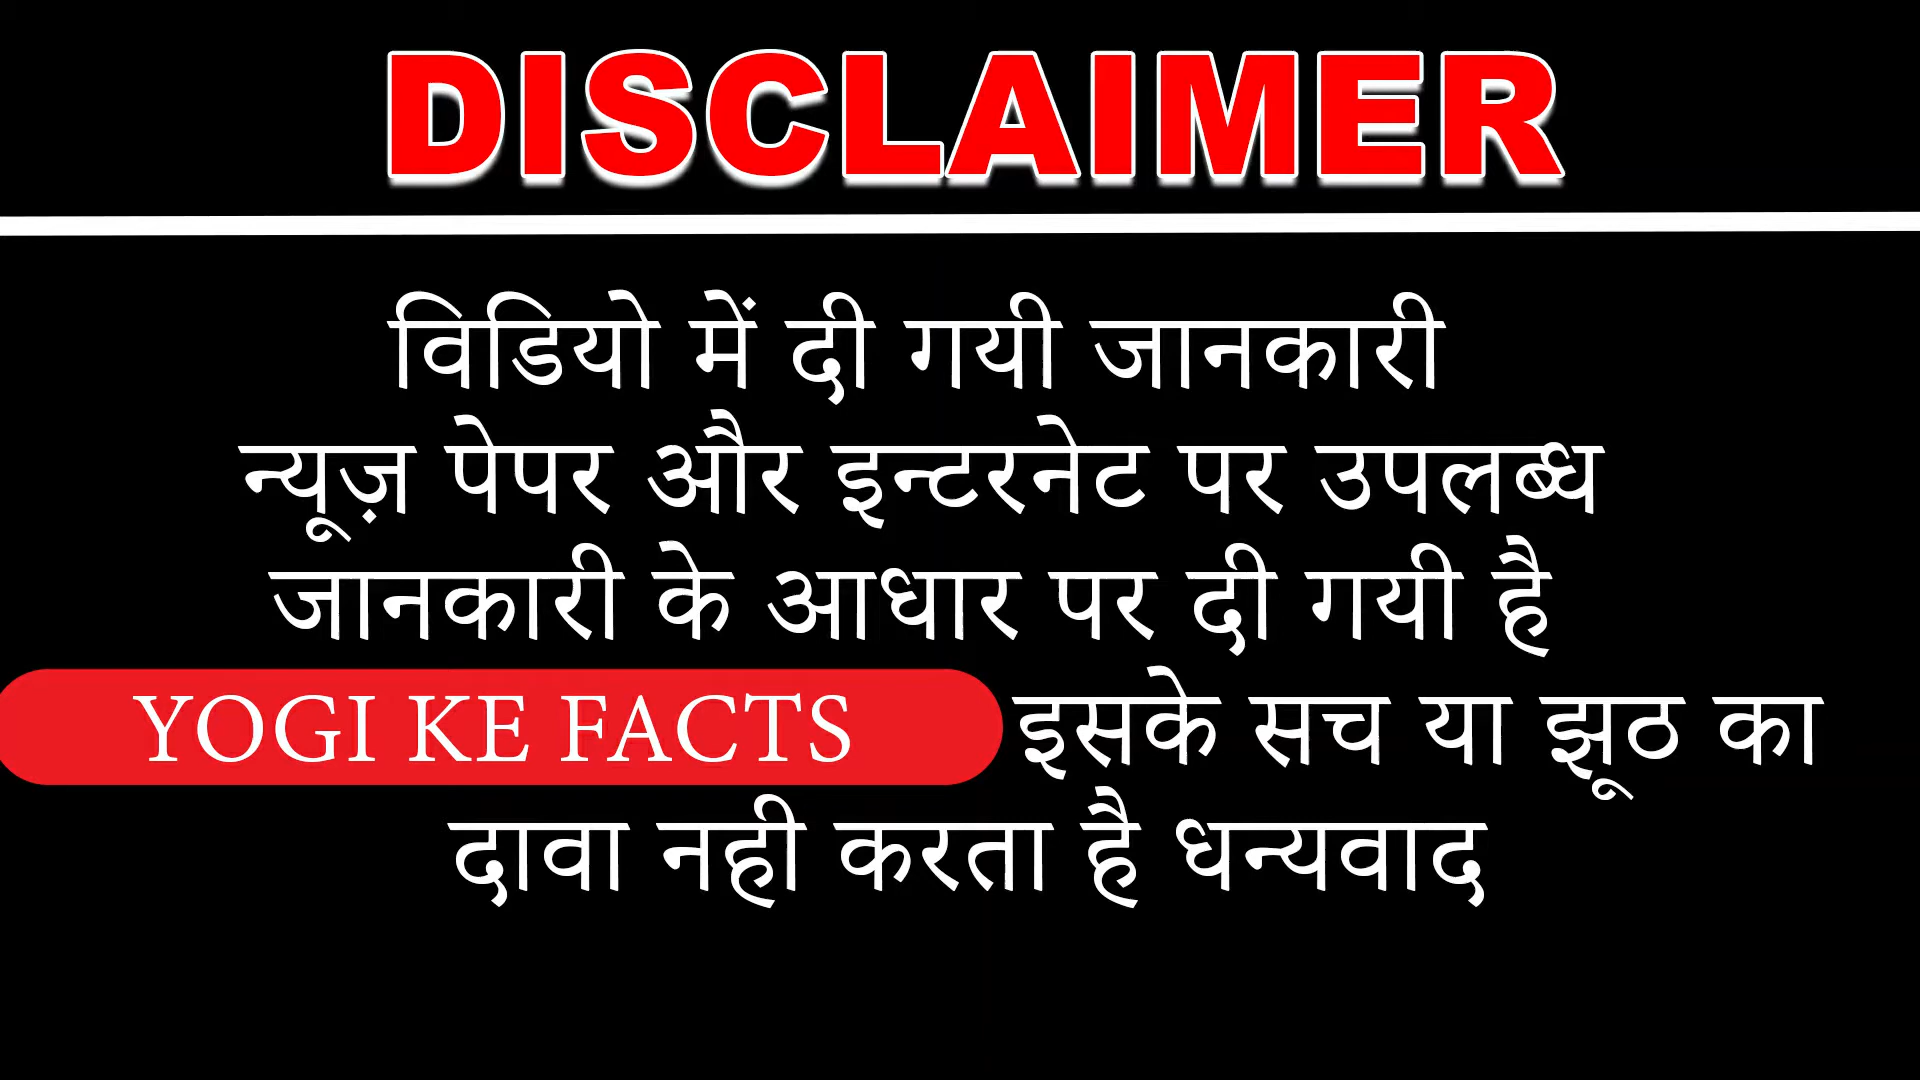 DISCLAIMER
विडियो में दी गयी जानकारी
न्यूज़ पेपर और इन्टरनेट पर उपलब्ध
जानकारी के आधार पर दी गयी है
YOGI KE FACTS इसके सच या झूठ का
दावा नही करता है धन्यवाद